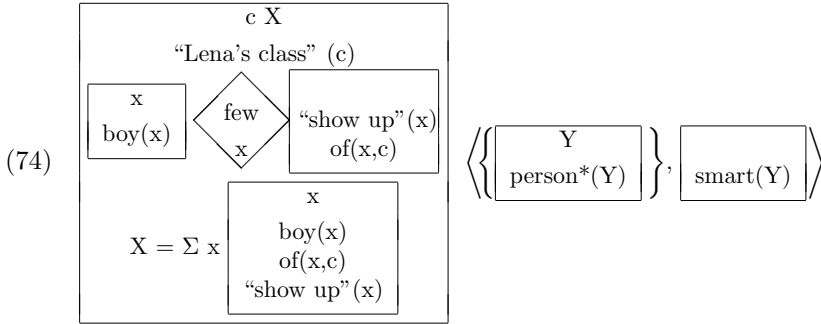 (74)
c X
“Lena's class” (c)
x
boy(x)
few
x
“show up”(x)
of(x,c)
X = Σ x
x
boy(x)
of(x,c)
“show up”(x)
⟨{
Y
person*(Y)
},
smart(Y)
⟩